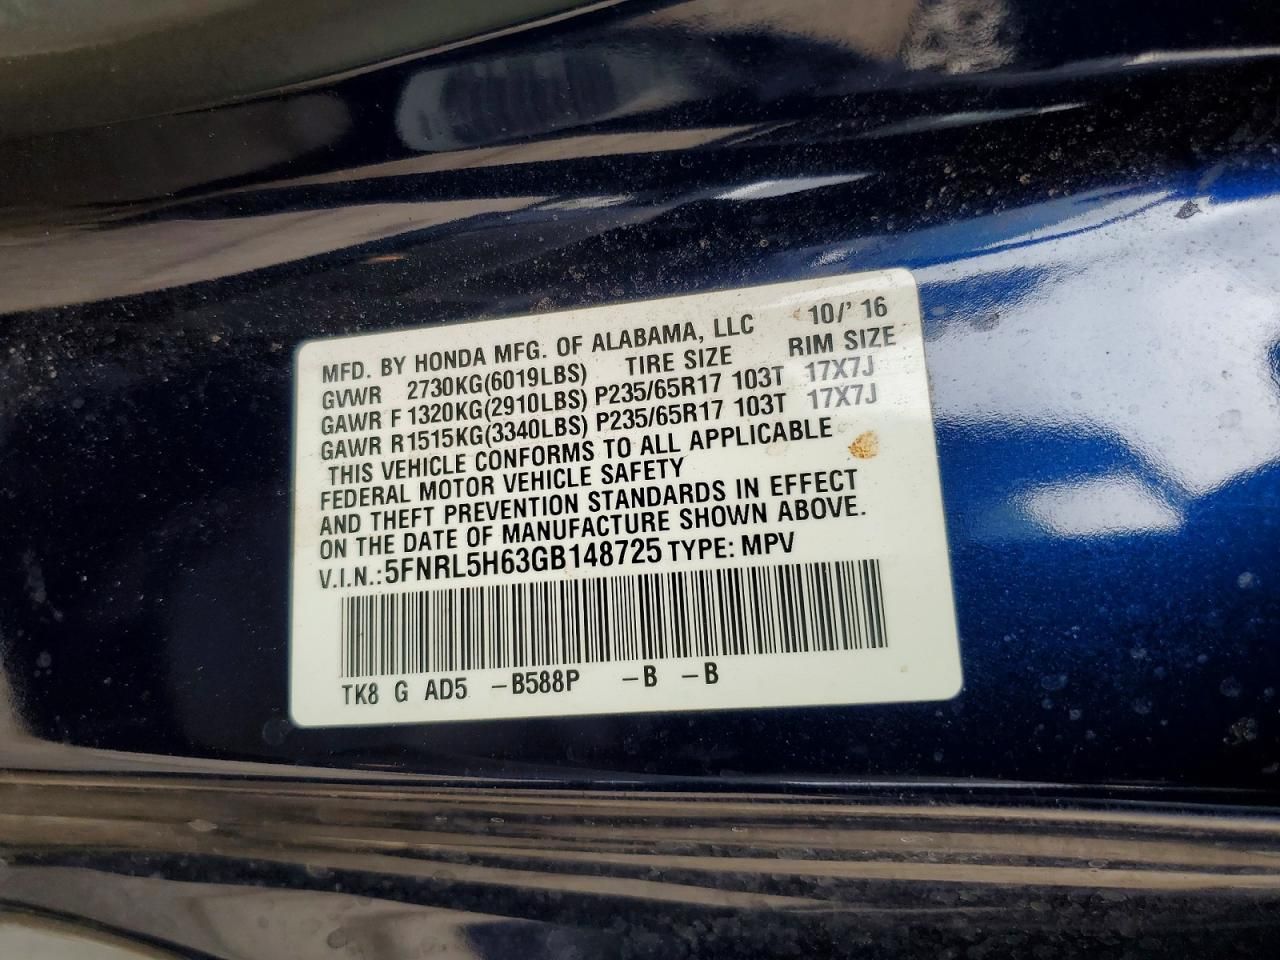 MFD. BY HONDA MFG. OF ALABAMA, LLC 10/' 16
GVWR 2730KG(6019LBS) TIRE SIZE RIM SIZE
GAWR F 1320KG(2910LBS) P235/65R17 103T 17X7J
GAWR R1515KG(3340LBS) P235/65R17 103T 17X7J
THIS VEHICLE CONFORMS TO ALL APPLICABLE
FEDERAL MOTOR VEHICLE SAFETY
AND THEFT PREVENTION STANDARDS IN EFFECT
ON THE DATE OF MANUFACTURE SHOWN ABOVE.
V.I.N.: 5FNRL5H63GB148725 TYPE: MPV
TK8 G AD5 -B588P -B -B